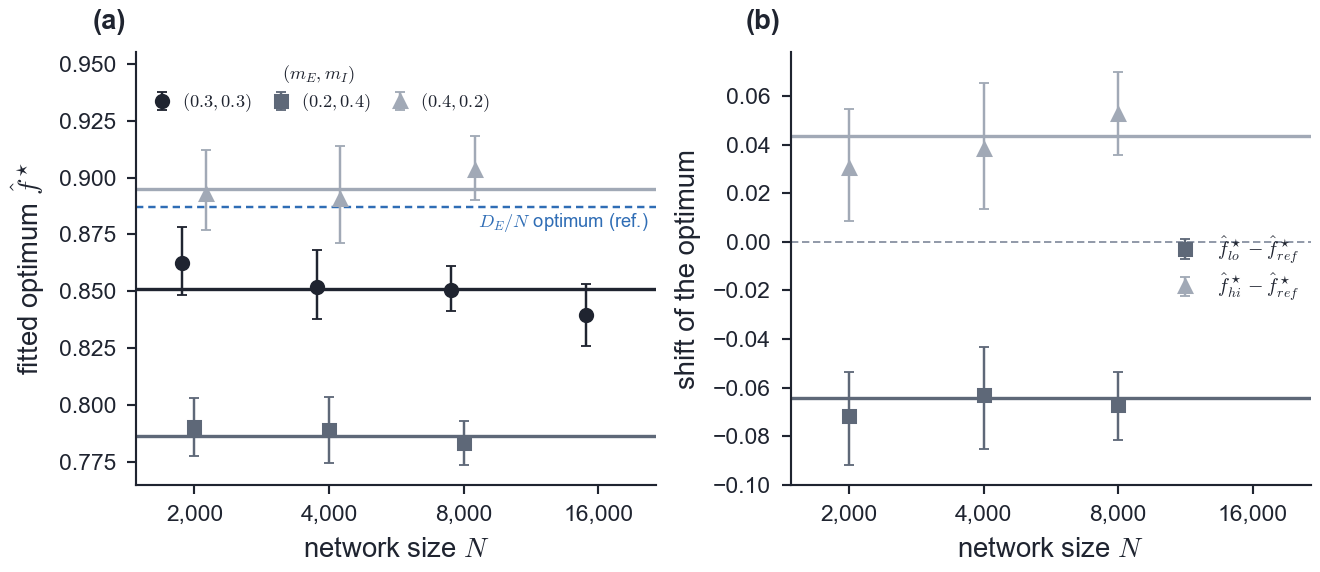 (a)
fitted optimum f̂⋆
0.950
0.925
0.900
0.875
0.850
0.825
0.800
0.775
(m_E, m_I)
(0.3, 0.3) (0.2, 0.4) (0.4, 0.2)
D_E/N optimum (ref.)
2,000 4,000 8,000 16,000
network size N
(b)
shift of the optimum
0.06
0.04
0.02
0.00
−0.02
−0.04
−0.06
−0.08
−0.10
f̂⋆_lo − f̂⋆_ref
f̂⋆_hi − f̂⋆_ref
2,000 4,000 8,000 16,000
network size N